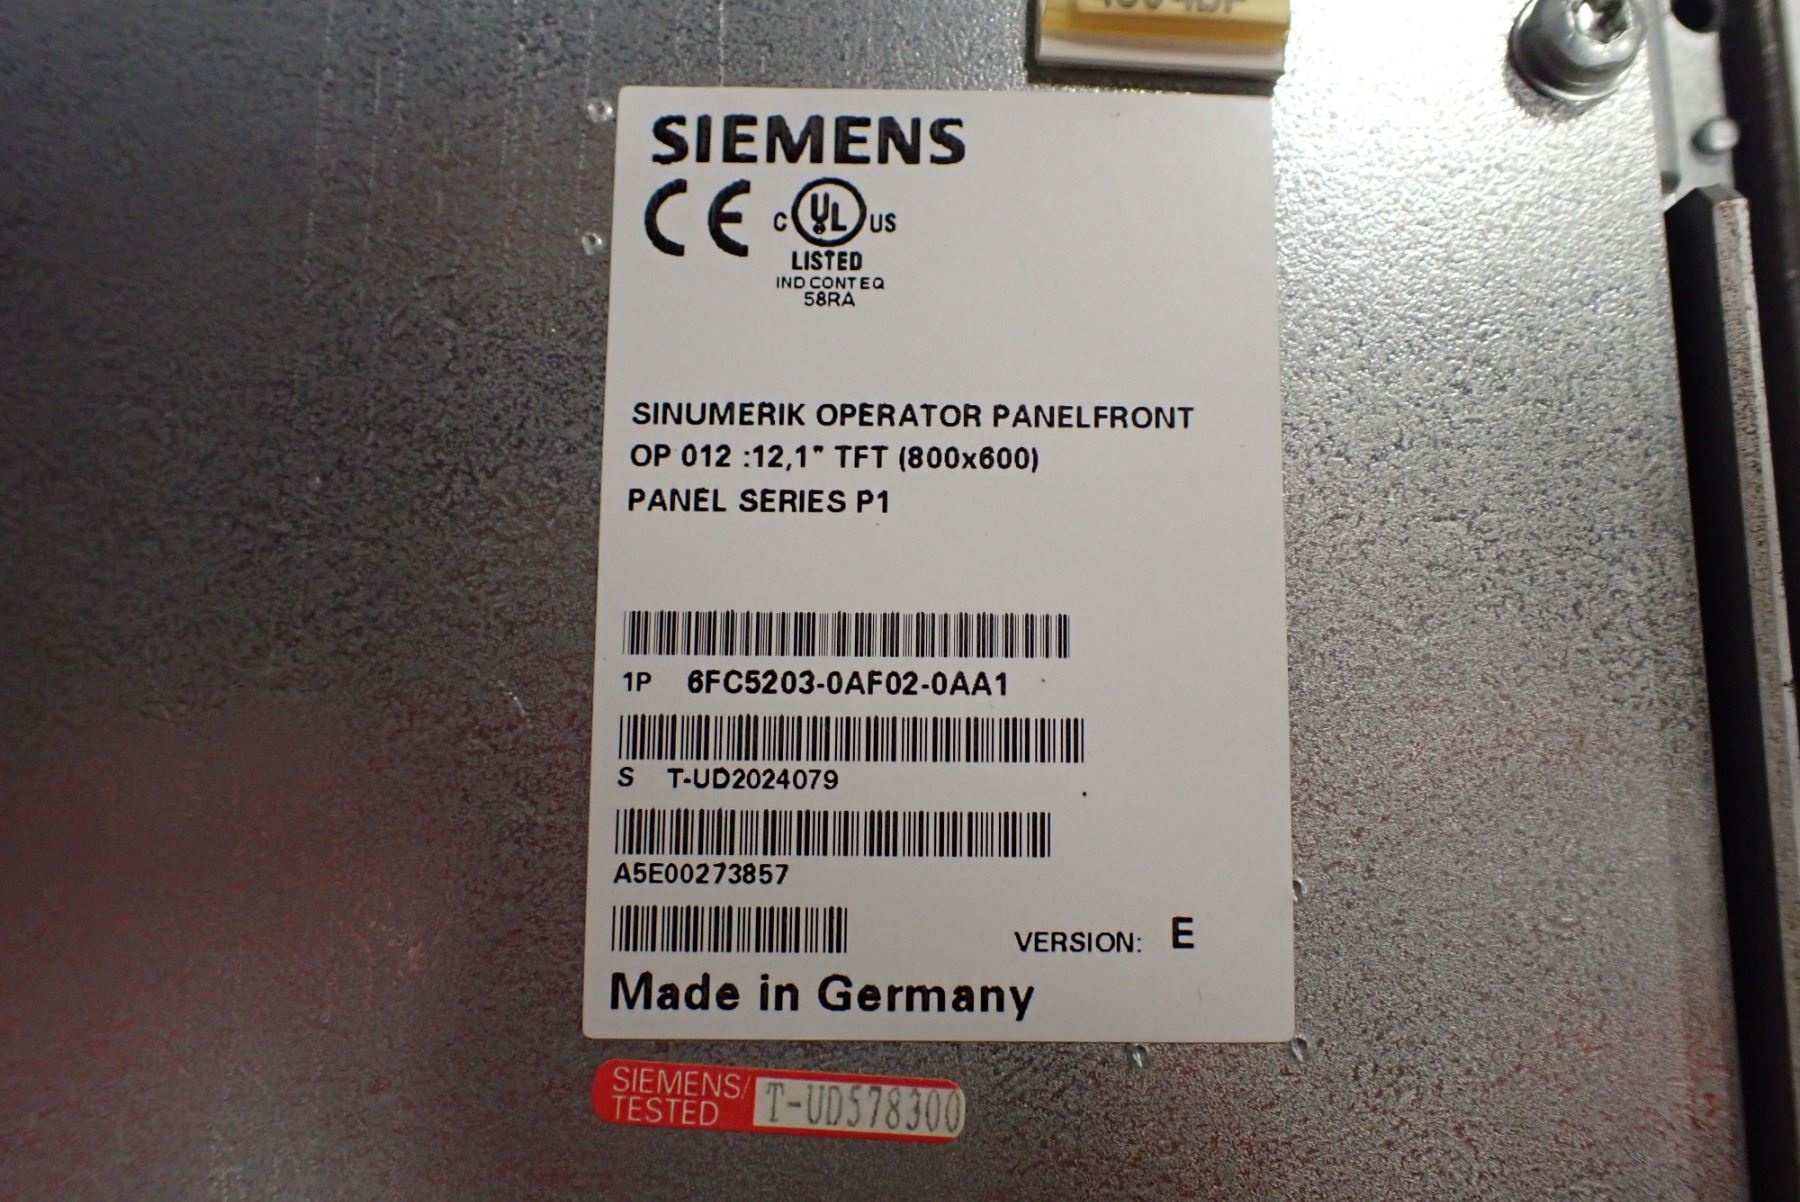 SIEMENS
CE
C UL US
LISTED
IND CONT EQ
58RA
SINUMERIK OPERATOR PANELFRONT
OP 012 :12,1" TFT (800x600)
PANEL SERIES P1
1P 6FC5203-0AF02-0AA1
S T-UD2024079
A5E00273857
VERSION: E
Made in Germany
SIEMENS/
TESTED
T-UD578300